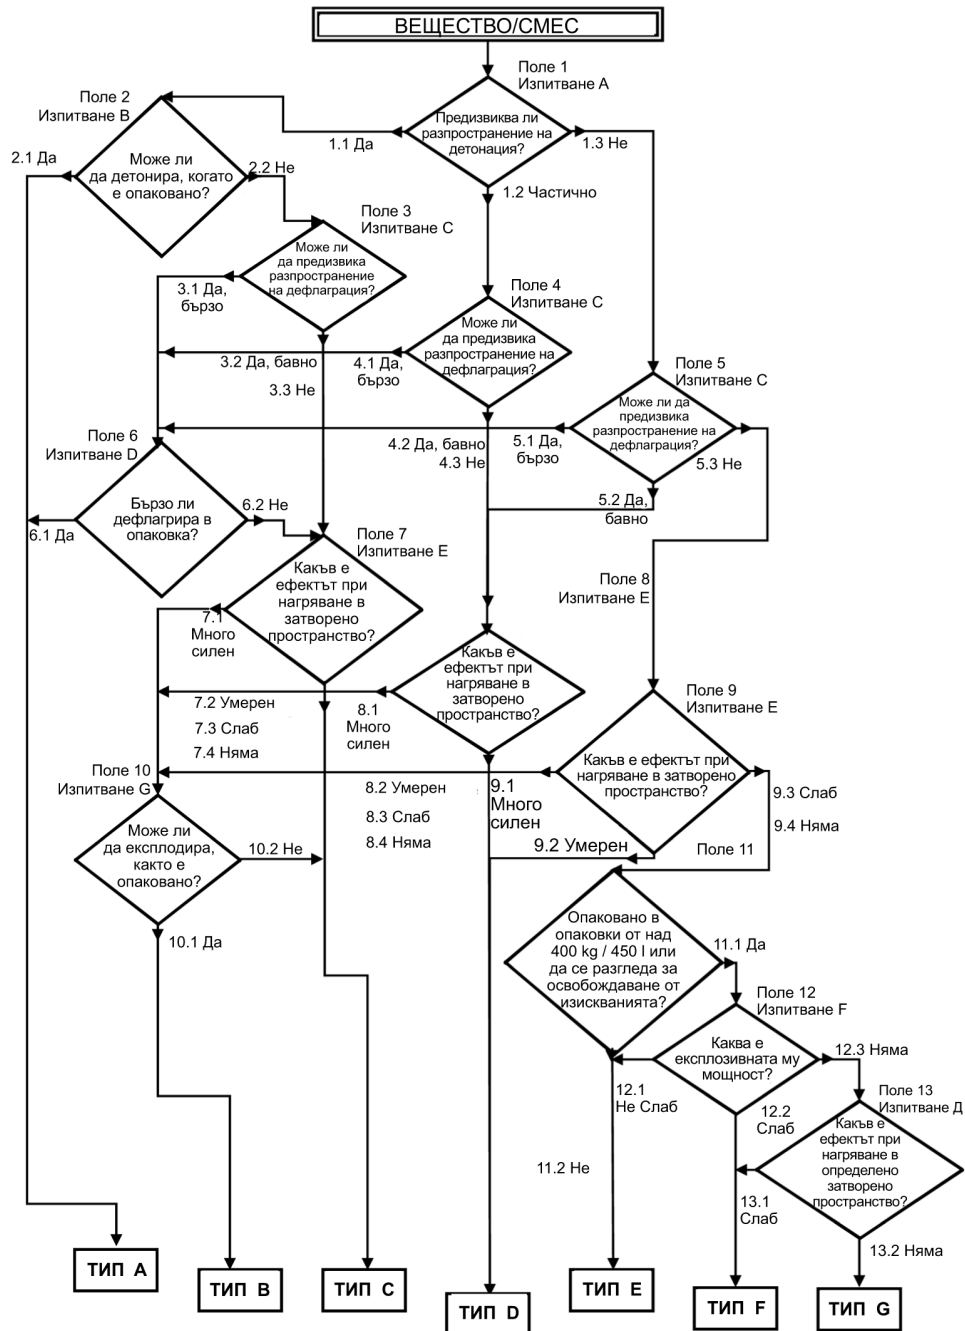 ВЕЩЕСТВО/СМЕС
Поле 1
Изпитване A
Предизвиква ли
разпространение на
детонация?
1.1 Да
1.3 Не
1.2 Частично
Поле 2
Изпитване B
2.1 Да
Може ли
да детонира, когато
е опаковано?
2.2 Не
Поле 3
Изпитване C
Може ли
да предизвика
разпространение
на дефлаграция?
3.1 Да,
бързо
3.2 Да, бавно
3.3 Не
Поле 4
Изпитване C
Може ли
да предизвика
разпространение на
дефлаграция?
4.1 Да,
бързо
4.2 Да, бавно
4.3 Не
Поле 5
Изпитване C
Може ли да
предизвика
разпространение на
дефлаграция?
5.1 Да,
бързо
5.3 Не
5.2 Да,
бавно
Поле 6
Изпитване D
Бързо ли
дефлагрира в
опаковка?
6.1 Да
6.2 Не
Поле 7
Изпитване E
Какъв е
ефектът при
нагряване в
затворено
пространство?
7.1
Много
силен
7.2 Умерен
7.3 Слаб
7.4 Няма
Поле 8
Изпитване E
Какъв е
ефектът при
нагряване в
затворено
пространство?
8.1
Много
силен
8.2 Умерен
8.3 Слаб
8.4 Няма
Поле 9
Изпитване E
Какъв е ефектът при
нагряване в затворено
пространство?
9.1
Много
силен
9.2 Умерен
9.3 Слаб
9.4 Няма
Поле 10
Изпитване G
Може ли
да експлодира,
както е
опаковано?
10.2 Не
10.1 Да
Поле 11
Опаковано в
опаковки от над
400 kg / 450 l или
да се разгледа за
освобождаване от
изискванията?
11.1 Да
11.2 Не
Поле 12
Изпитване F
Каква е
експлозивната му
мощност?
12.1
Не Слаб
12.2
Слаб
12.3 Няма
Поле 13
Изпитване Д
Какъв е
ефектът при
нагряване в
определено
затворено
пространство?
13.1
Слаб
13.2 Няма
ТИП A
ТИП B
ТИП C
ТИП D
ТИП E
ТИП F
ТИП G